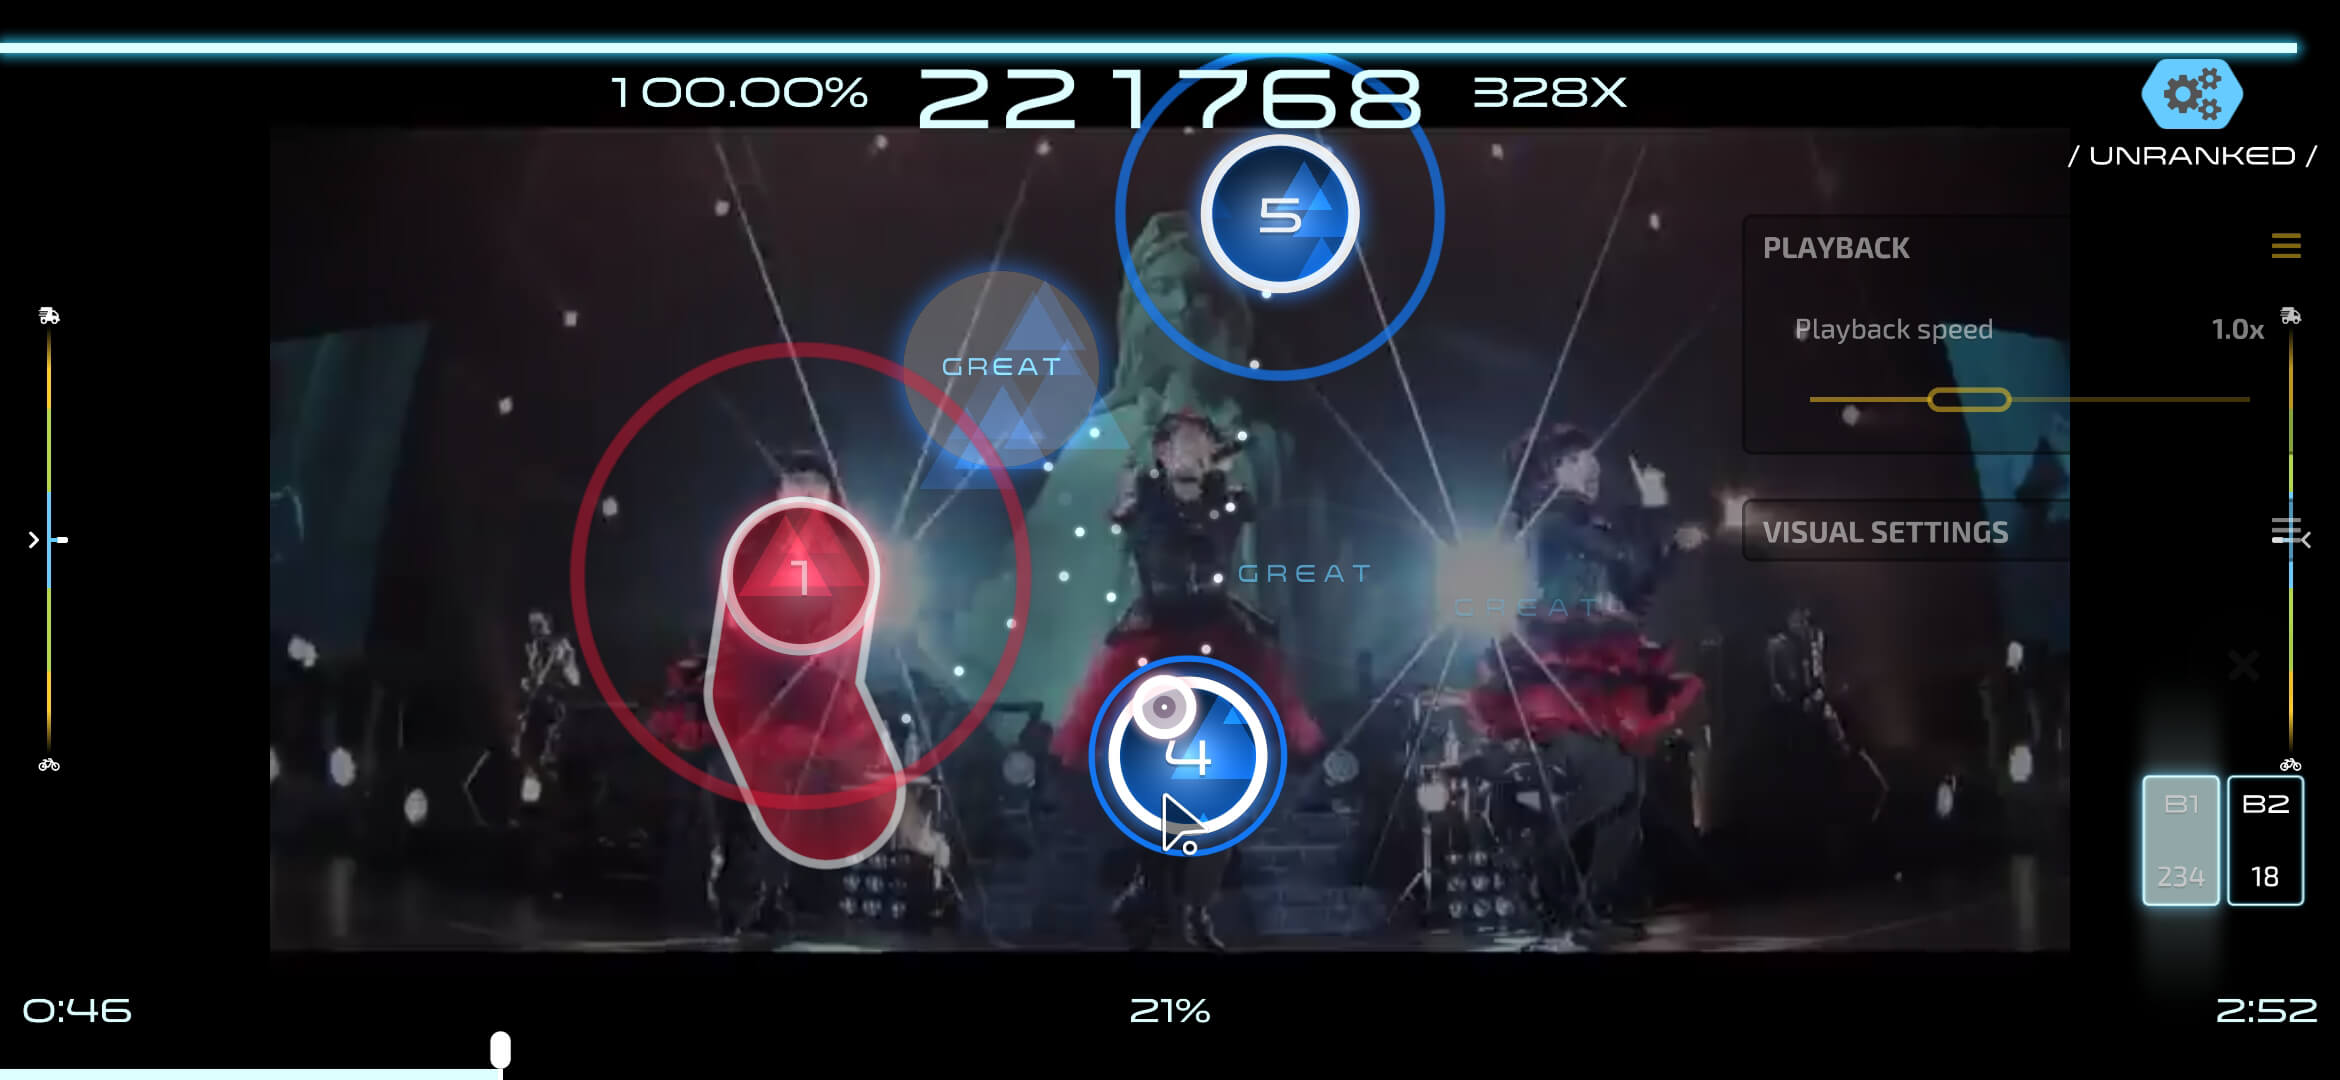 100.00% 221768 328X
/ UNRANKED /
5
PLAYBACK
Playback speed 1.0x
GREAT
VISUAL SETTINGS
1
GREAT
GREAT
4
B1 B2
234 18
0:46 21% 2:52